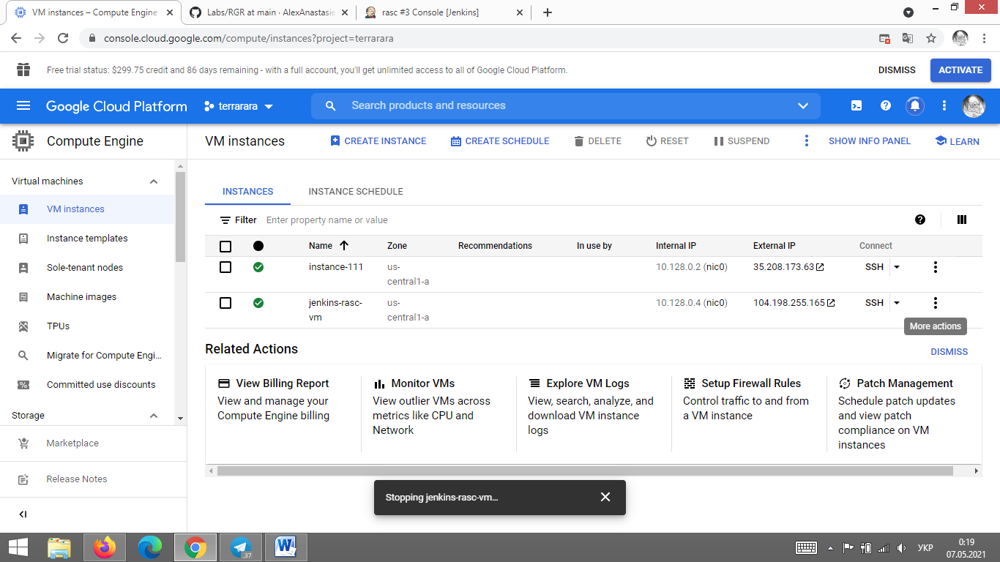 VM instances – Compute Engine
Labs/RGR at main · AlexAnastasie
rasc #3 Console [Jenkins]
console.cloud.google.com/compute/instances?project=terrarara
Free trial status: $299.75 credit and 86 days remaining - with a full account, you'll get unlimited access to all of Google Cloud Platform.
DISMISS
ACTIVATE
Google Cloud Platform
terrarara
Search products and resources
Compute Engine
VM instances
CREATE INSTANCE
CREATE SCHEDULE
DELETE
RESET
SUSPEND
SHOW INFO PANEL
LEARN
Virtual machines
VM instances
Instance templates
Sole-tenant nodes
Machine images
TPUs
Migrate for Compute Engi...
Committed use discounts
Storage
Marketplace
Release Notes
INSTANCES
INSTANCE SCHEDULE
Filter
Enter property name or value
Name
Zone
Recommendations
In use by
Internal IP
External IP
Connect
instance-111
us-
central1-a
10.128.0.2 (nic0)
35.208.173.63
SSH
jenkins-rasc-
vm
us-
central1-a
10.128.0.4 (nic0)
104.198.255.165
SSH
More actions
Related Actions
DISMISS
View Billing Report
View and manage your
Compute Engine billing
Monitor VMs
View outlier VMs across
metrics like CPU and
Network
Explore VM Logs
View, search, analyze, and
download VM instance
logs
Setup Firewall Rules
Control traffic to and from
a VM instance
Patch Management
Schedule patch updates
and view patch
compliance on VM
instances
Stopping jenkins-rasc-vm...
.37
УКР
0:19
07.05.2021